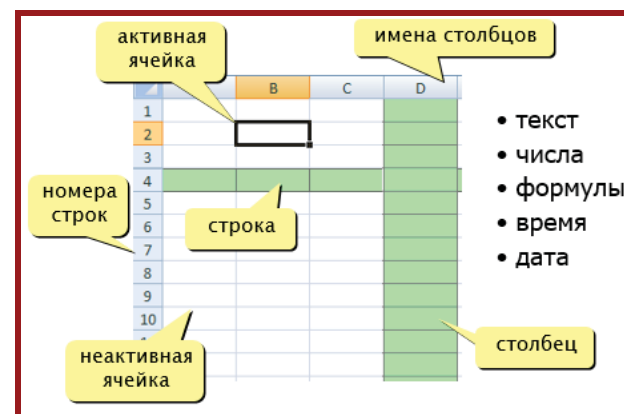 активная
ячейка
имена столбцов
B C D
1
2
3
4
5
6
7
8
9
10
номера
строк
строка
неактивная
ячейка
столбец
• текст
• числа
• формулы
• время
• дата